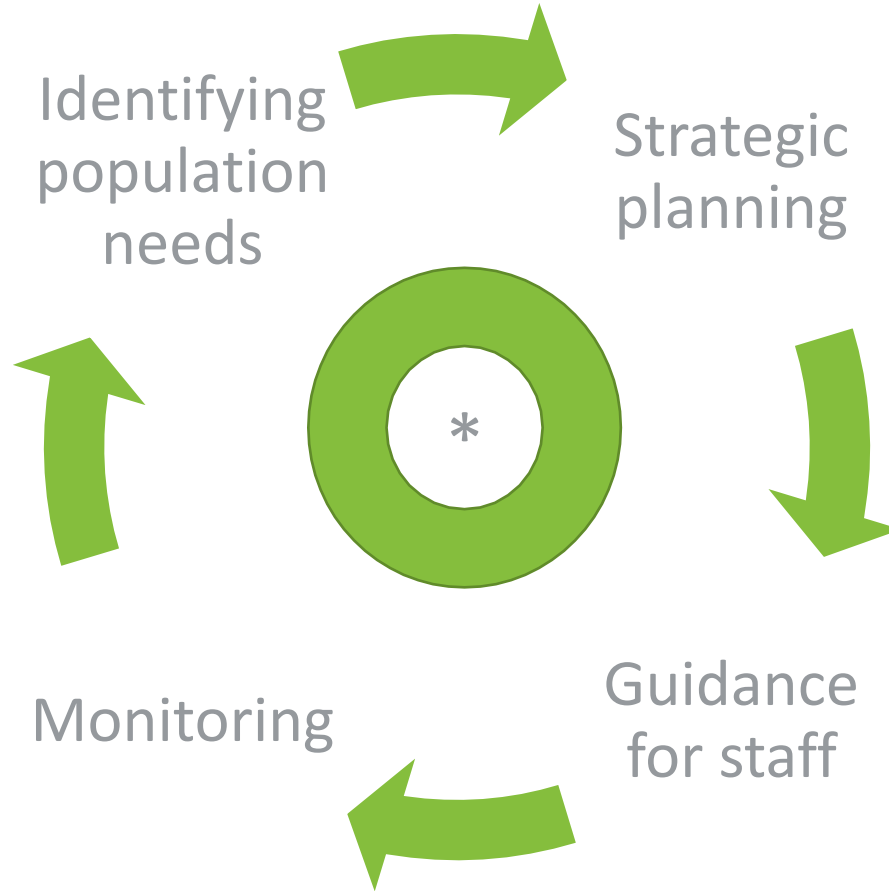 Identifying
population
needs
Strategic
planning
*
Guidance
for staff
Monitoring